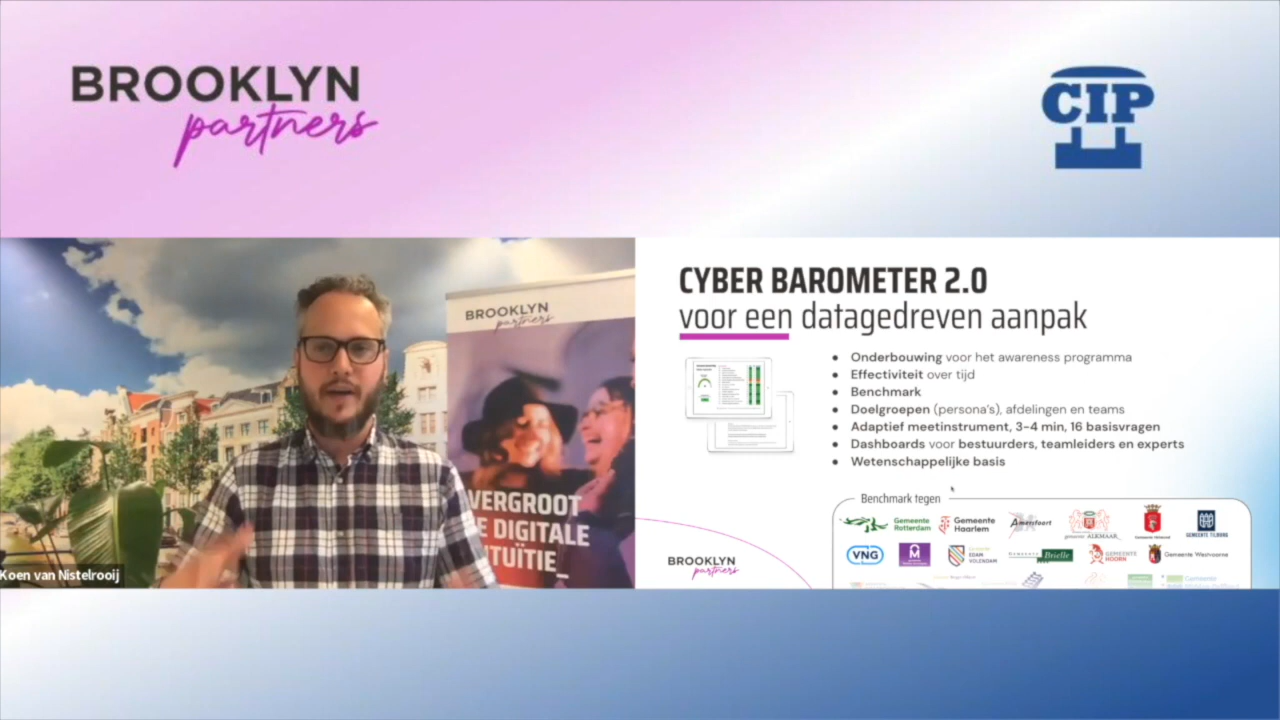 BROOKLYN
partners
CIP
BROOKLYN
partners
VERGROOT
E DIGITALE
TUÏTIE_
Koen van Nistelrooij
CYBER BAROMETER 2.0
voor een datagedreven aanpak
● Onderbouwing voor het awareness programma
● Effectiviteit over tijd
● Benchmark
● Doelgroepen (persona's), afdelingen en teams
● Adaptief meetinstrument, 3-4 min, 16 basisvragen
● Dashboards voor bestuurders, teamleiders en experts
● Wetenschappelijke basis
Benchmark tegen
Gemeente
Rotterdam
Gemeente
Haarlem
Amersfoort
gemeente ALKMAAR
GEMEENTE TILBURG
VNG
EDAM
VOLENDAM
GEMEENTE Brielle
GEMEENTE
HOORN
Gemeente Westvoorne
BROOKLYN
partners